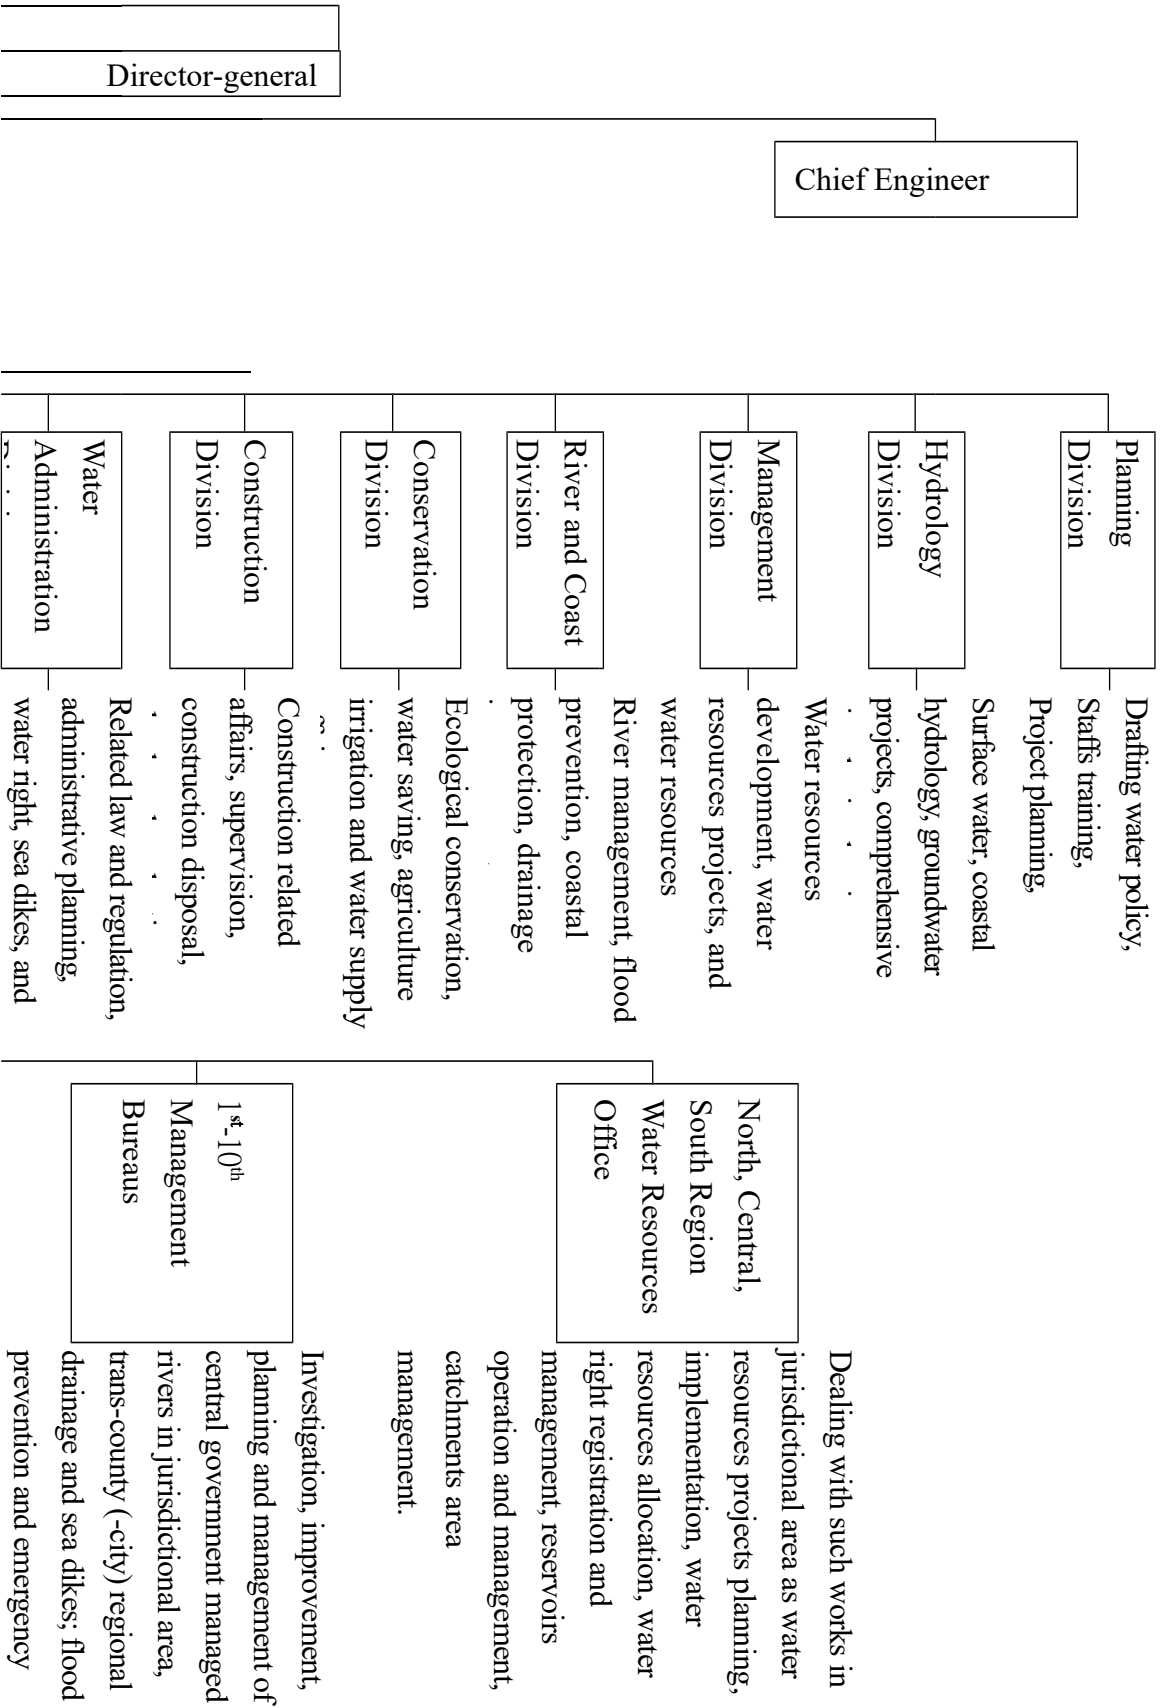 Director-general
Chief Engineer
Planning
Division
Drafting water policy,
Staffs training,
Project planning,
Hydrology
Division
Surface water, coastal
hydrology, groundwater
projects, comprehensive
Management
Division
Water resources
development, water
resources projects, and
water resources
River and Coast
Division
River management, flood
prevention, coastal
protection, drainage
Conservation
Division
Ecological conservation,
water saving, agriculture
irrigation and water supply
Construction
Division
Construction related
affairs, supervision,
construction disposal,
Water
Administration
Related law and regulation,
administrative planning,
water right, sea dikes, and
North, Central,
South Region
Water Resources
Office
Dealing with such works in
jurisdictional area as water
resources projects planning,
implementation, water
resources allocation, water
right registration and
management, reservoirs
operation and management,
catchments area
management.
1st-10th
Management
Bureaus
Investigation, improvement,
planning and management of
central government managed
rivers in jurisdictional area,
trans-county (-city) regional
drainage and sea dikes; flood
prevention and emergency